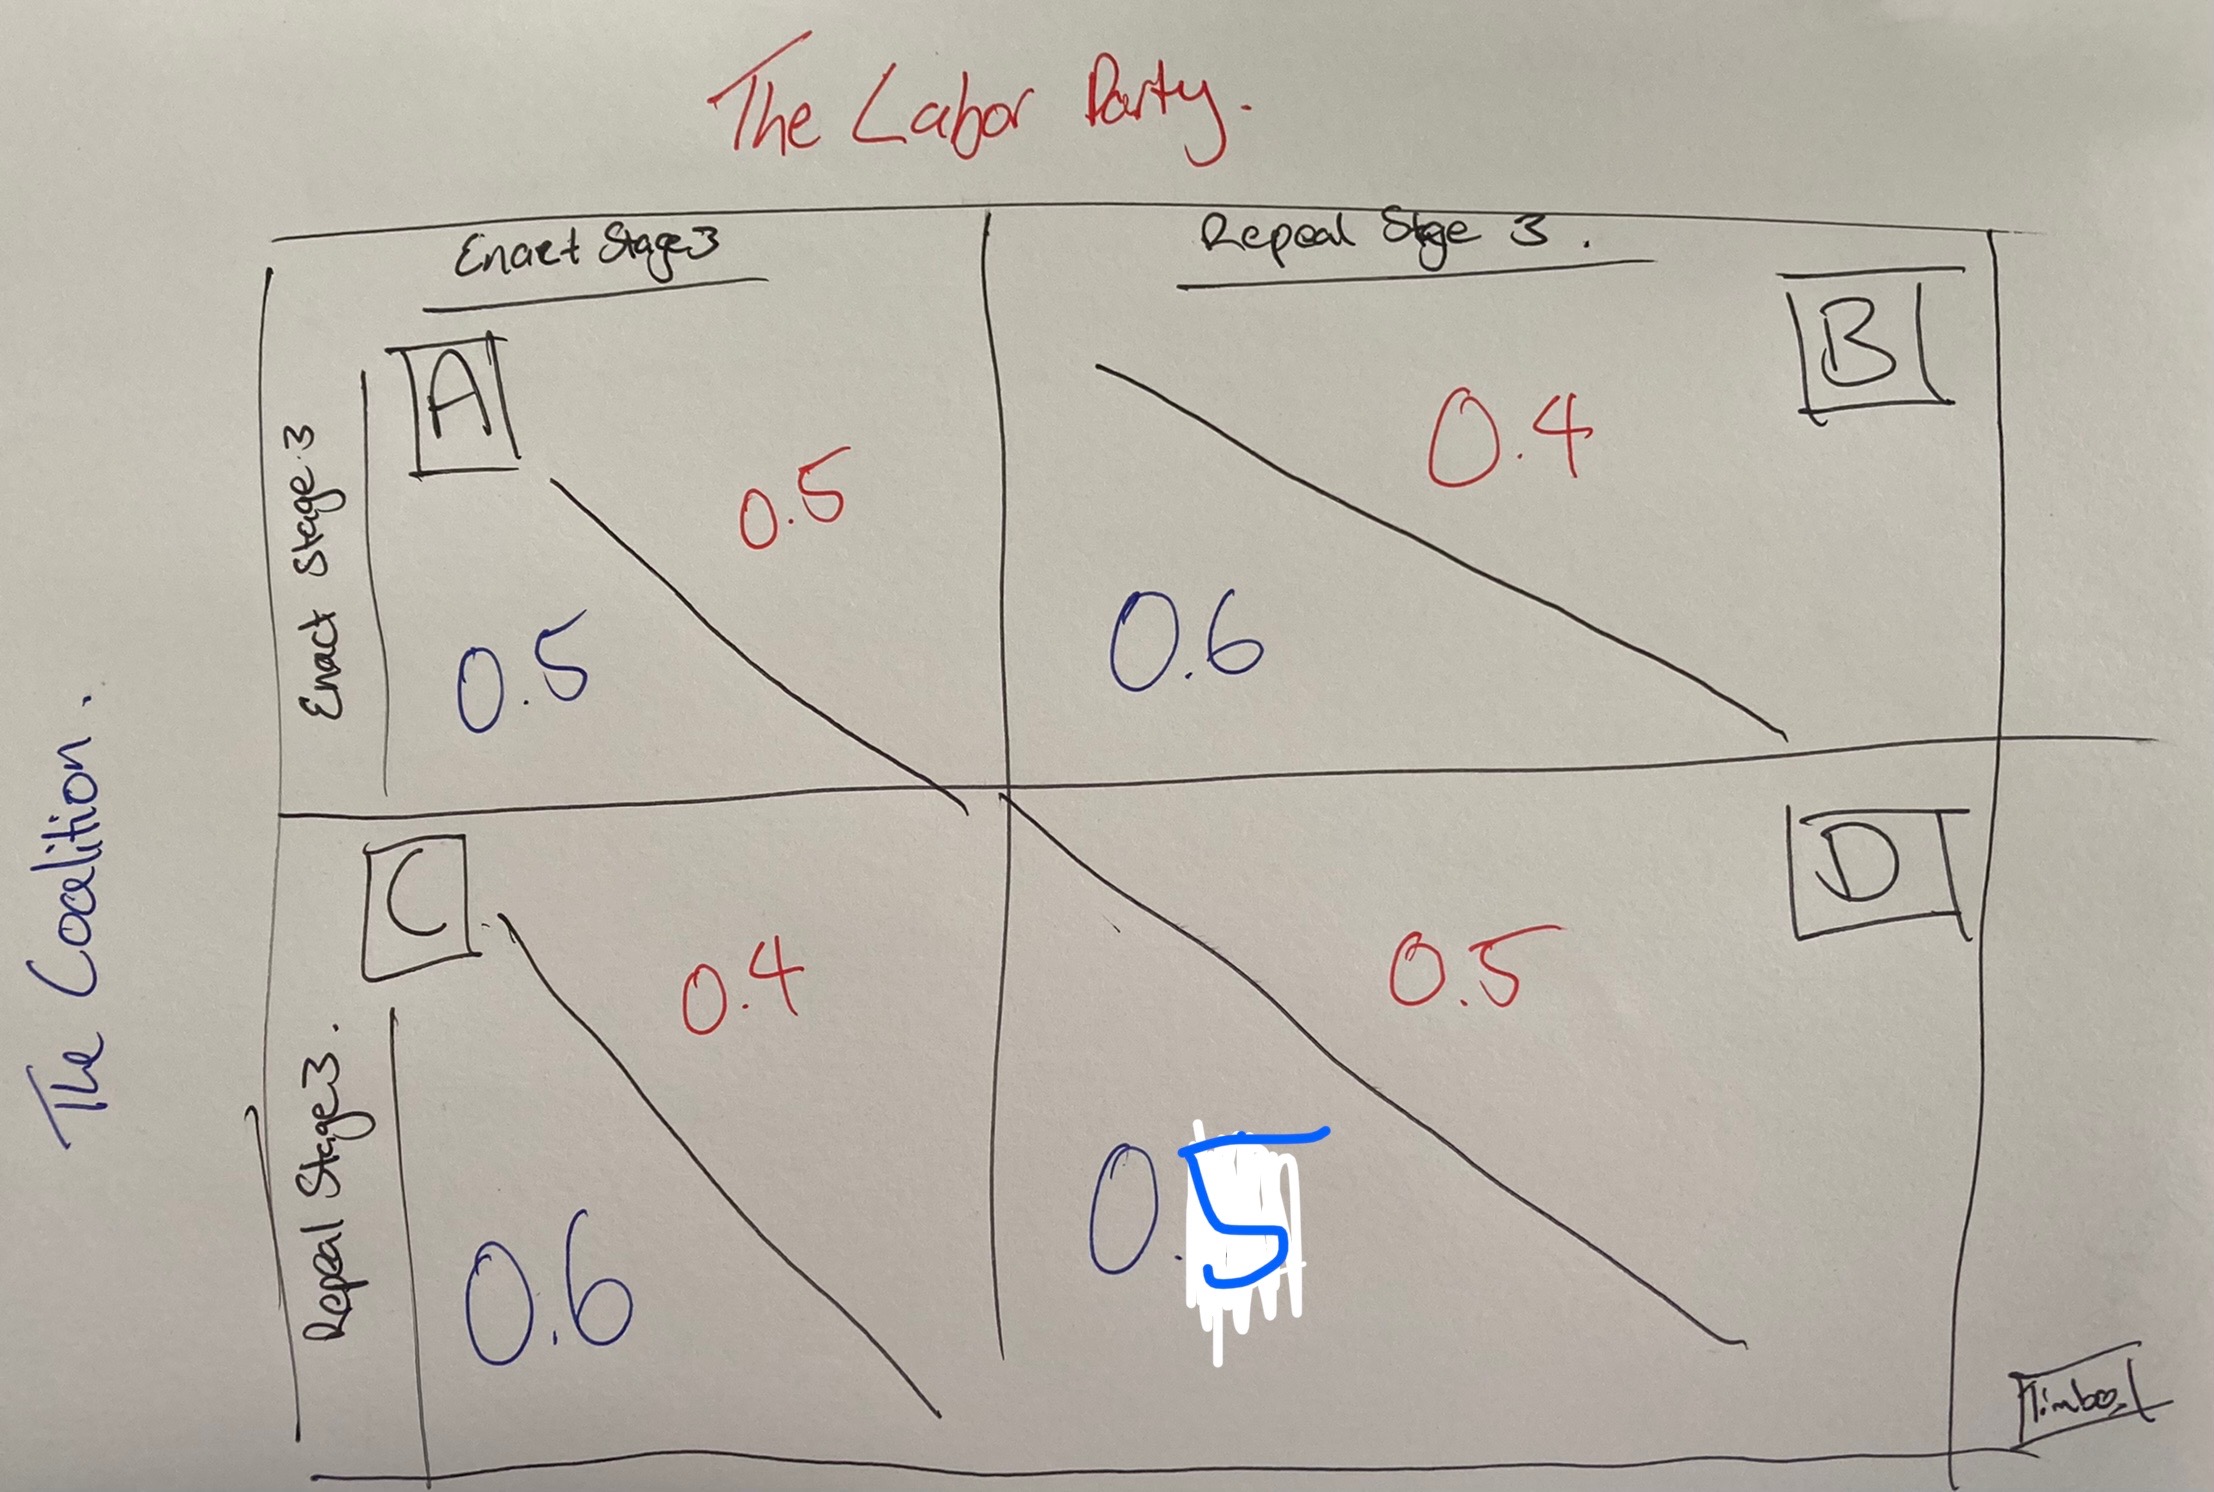 The Labor Party.
Enact Stage 3
Repeal Stage 3.
The Coalition.
Enact Stage 3
A
0.5
0.5
B
0.4
0.6
Repeal Stage 3.
C
0.4
0.6
D
0.5
0.5